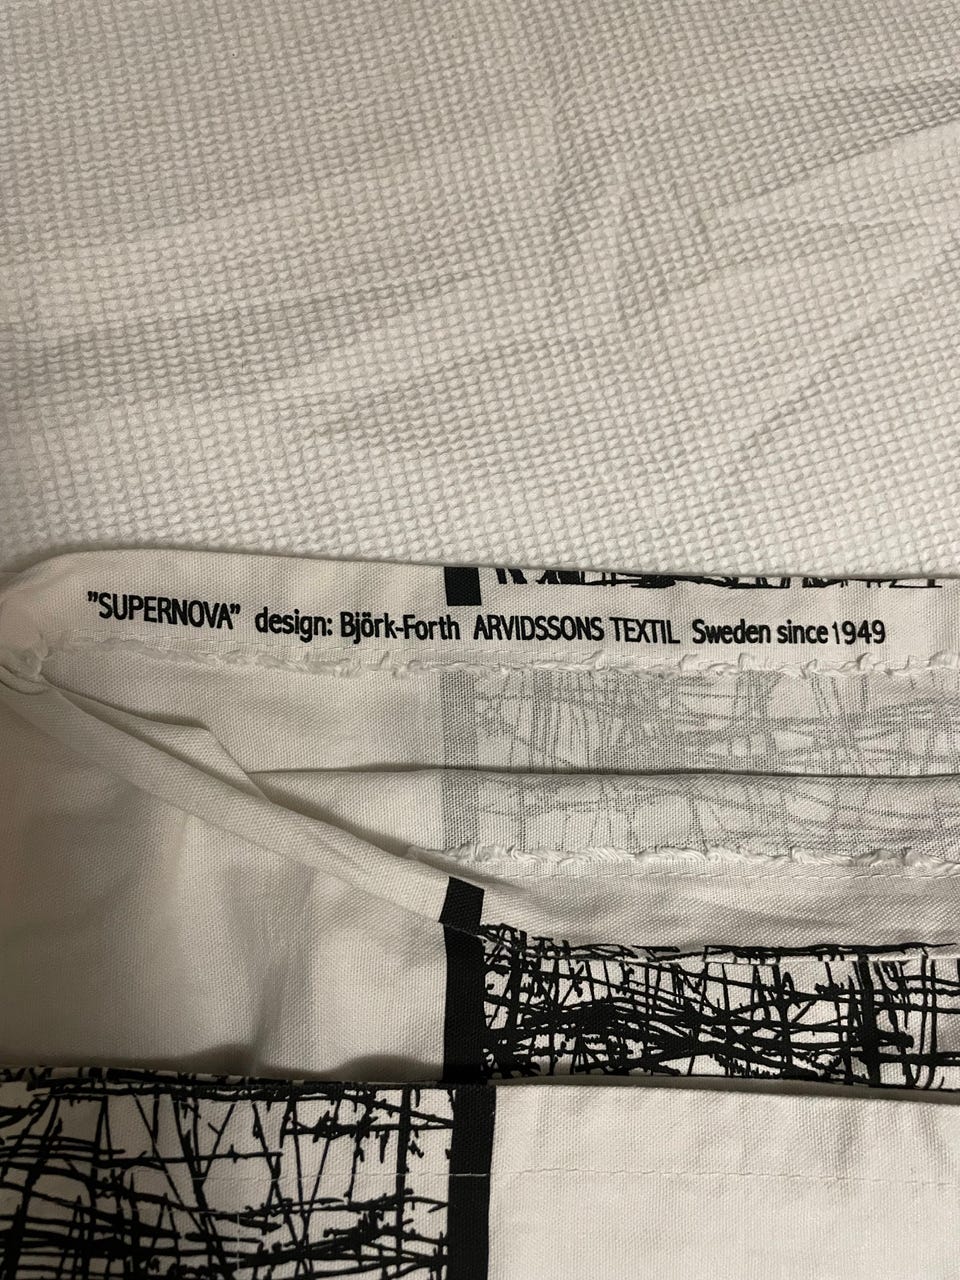 ”SUPERNOVA” design: Björk-Forth ARVIDSSONS TEXTIL Sweden since 1949